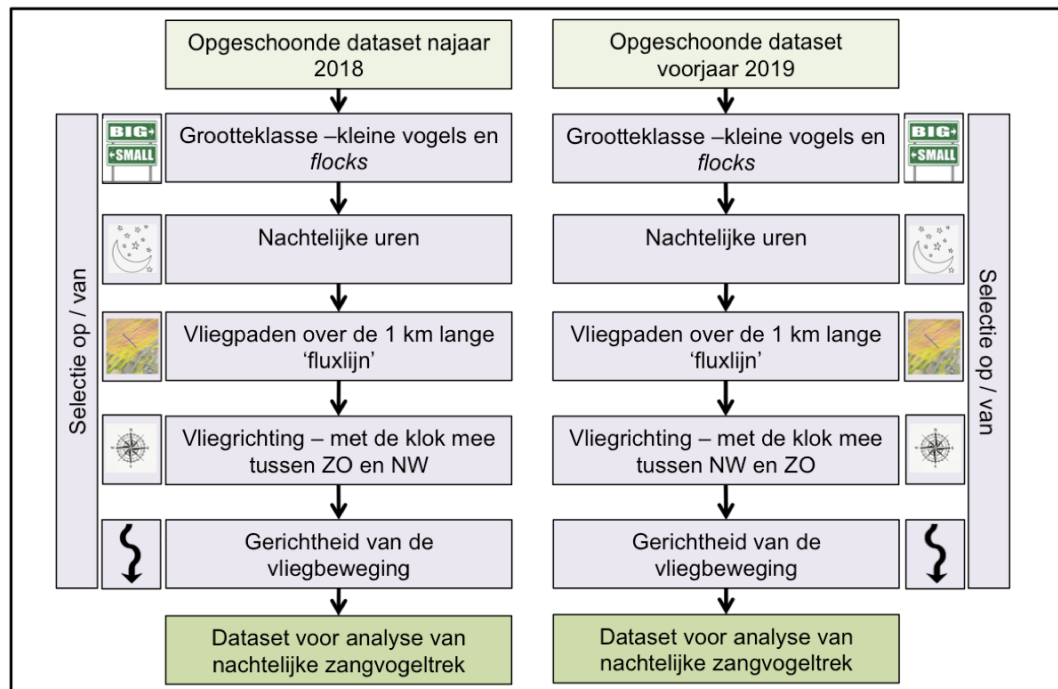 Opgeschoonde dataset najaar
2018
Grootteklasse –kleine vogels en
flocks
Nachtelijke uren
Vliegpaden over de 1 km lange
‘fluxlijn’
Vliegrichting – met de klok mee
tussen ZO en NW
Gerichtheid van de
vliegbeweging
Dataset voor analyse van
nachtelijke zangvogeltrek
Selectie op / van
BIG
SMALL
Opgeschoonde dataset
voorjaar 2019
Grootteklasse –kleine vogels en
flocks
Nachtelijke uren
Vliegpaden over de 1 km lange
‘fluxlijn’
Vliegrichting – met de klok mee
tussen NW en ZO
Gerichtheid van de
vliegbeweging
Dataset voor analyse van
nachtelijke zangvogeltrek
BIG
SMALL
Selectie op / van